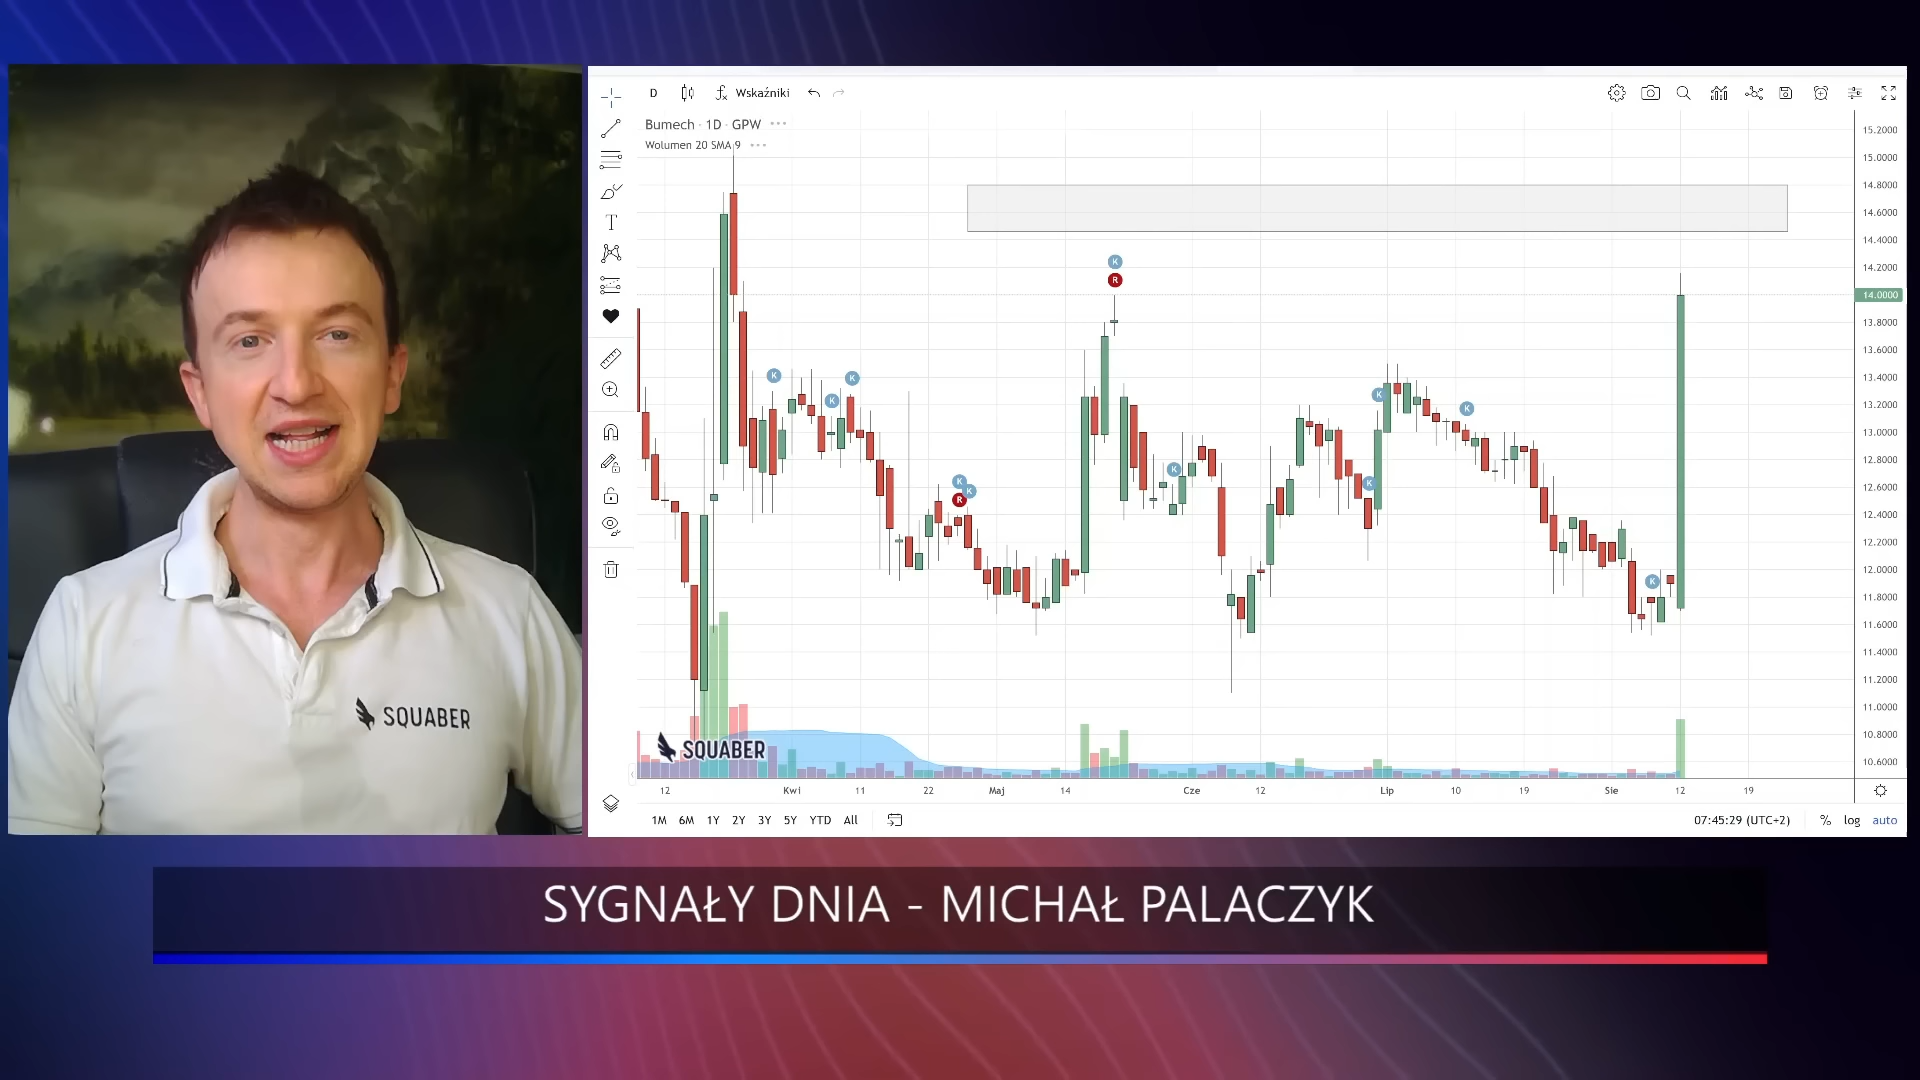 D
Wskaźniki
Bumech · 1D · GPW
Wolumen 20 SMA 9
15.2000
15.0000
14.8000
14.6000
14.4000
14.2000
14.0000
13.8000
13.6000
13.4000
13.2000
13.0000
12.8000
12.6000
12.4000
12.2000
12.0000
11.8000
11.6000
11.4000
11.2000
11.0000
10.8000
10.6000
K
R
K
K
K
K
K
R
K
K
K
K
K
SQUABER
SQUABER
12 Kwi 11 22 Maj 14 Cze 12 Lip 10 19 Sie 12 19
1M 6M 1Y 2Y 3Y 5Y YTD All
07:45:29 (UTC+2) % log auto
SYGNAŁY DNIA - MICHAŁ PALACZYK